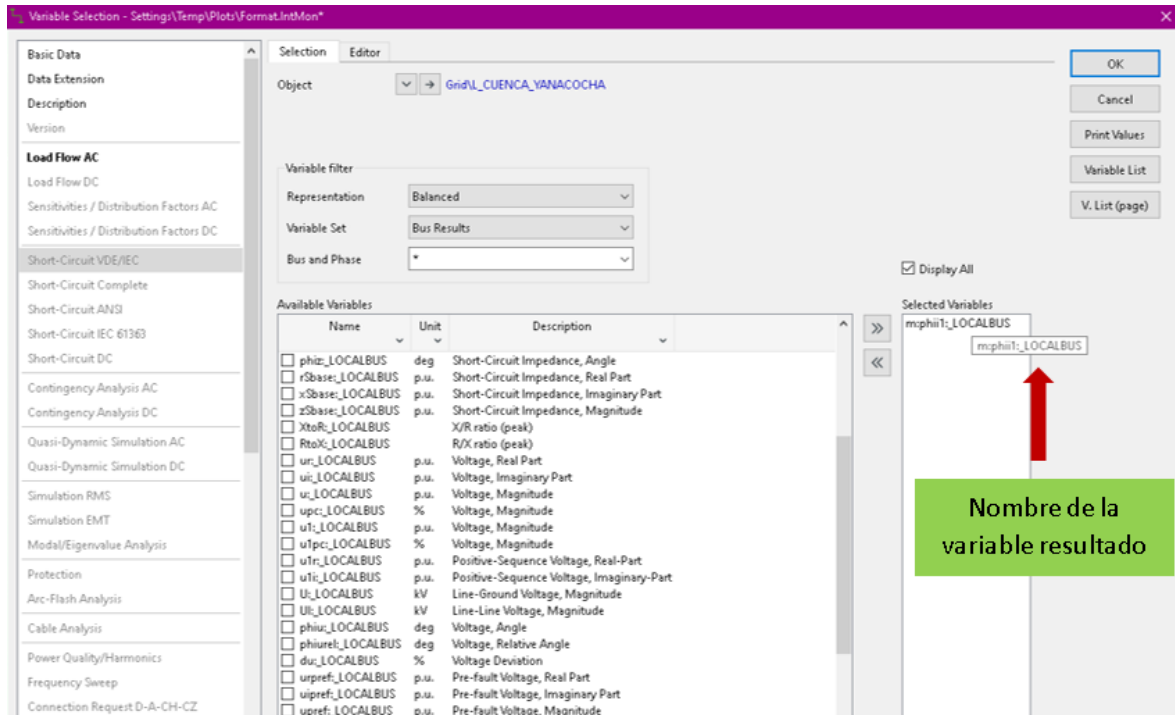 Variable Selection - Settings\Temp\Plots\Format.IntMon*
Basic Data
Data Extension
Description
Version
Load Flow AC
Load Flow DC
Sensitivities / Distribution Factors AC
Sensitivities / Distribution Factors DC
Short-Circuit VDE/IEC
Short-Circuit Complete
Short-Circuit ANSI
Short-Circuit IEC 61363
Short-Circuit DC
Contingency Analysis AC
Contingency Analysis DC
Quasi-Dynamic Simulation AC
Quasi-Dynamic Simulation DC
Simulation RMS
Simulation EMT
Modal/Eigenvalue Analysis
Protection
Arc-Flash Analysis
Cable Analysis
Power Quality/Harmonics
Frequency Sweep
Connection Request D-A-CH-CZ
Selection Editor
Object Grid\L_CUENCA_YANACOCHA
Variable filter
Representation Balanced
Variable Set Bus Results
Bus and Phase *
Available Variables
Name Unit Description
phiz:_LOCALBUS deg Short-Circuit Impedance, Angle
rSbase:_LOCALBUS p.u. Short-Circuit Impedance, Real Part
xSbase:_LOCALBUS p.u. Short-Circuit Impedance, Imaginary Part
zSbase:_LOCALBUS p.u. Short-Circuit Impedance, Magnitude
XtoR:_LOCALBUS X/R ratio (peak)
RtoX:_LOCALBUS R/X ratio (peak)
ur:_LOCALBUS p.u. Voltage, Real Part
ui:_LOCALBUS p.u. Voltage, Imaginary Part
u:_LOCALBUS p.u. Voltage, Magnitude
upc:_LOCALBUS % Voltage, Magnitude
u1:_LOCALBUS p.u. Voltage, Magnitude
u1pc:_LOCALBUS % Voltage, Magnitude
u1r:_LOCALBUS p.u. Positive-Sequence Voltage, Real-Part
u1i:_LOCALBUS p.u. Positive-Sequence Voltage, Imaginary-Part
U:_LOCALBUS kV Line-Ground Voltage, Magnitude
Ul:_LOCALBUS kV Line-Line Voltage, Magnitude
phiu:_LOCALBUS deg Voltage, Angle
phiurel:_LOCALBUS deg Voltage, Relative Angle
du:_LOCALBUS % Voltage Deviation
urpref:_LOCALBUS p.u. Pre-fault Voltage, Real Part
uipref:_LOCALBUS p.u. Pre-fault Voltage, Imaginary Part
upref:_LOCALBUS p.u. Pre-fault Voltage, Magnitude
Display All
Selected Variables
m:phii1:_LOCALBUS
m:phii1:_LOCALBUS
Nombre de la
variable resultado
OK
Cancel
Print Values
Variable List
V. List (page)